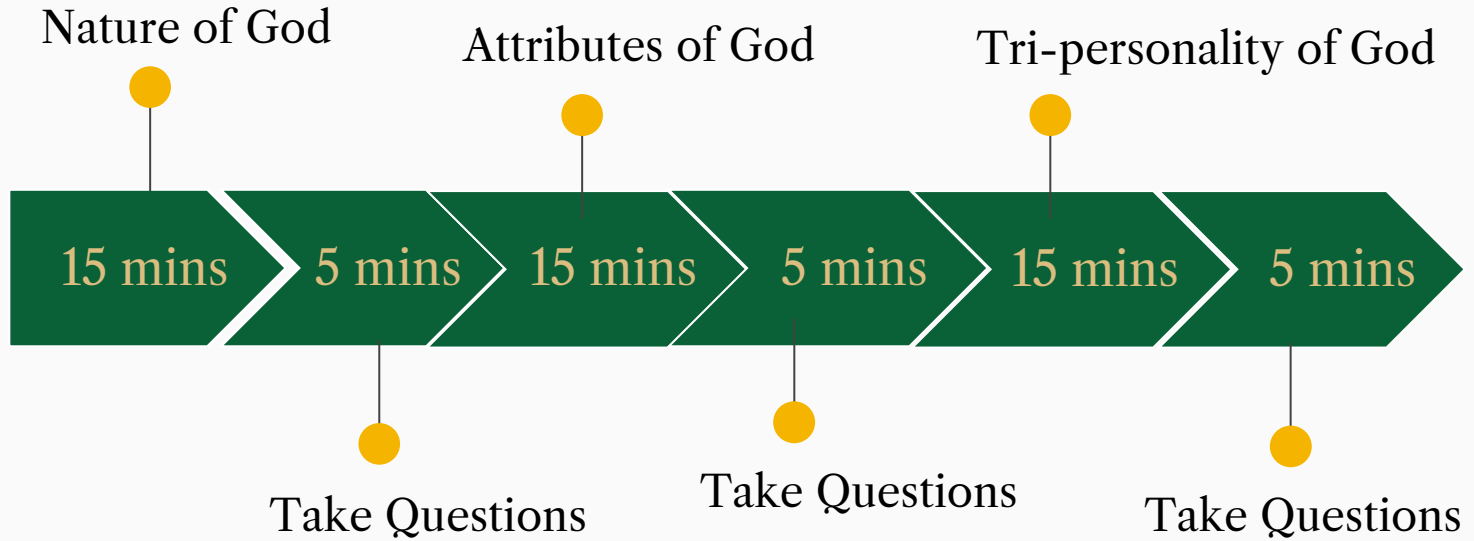 Nature of God
Attributes of God
Tri-personality of God
15 mins
5 mins
15 mins
5 mins
15 mins
5 mins
Take Questions
Take Questions
Take Questions